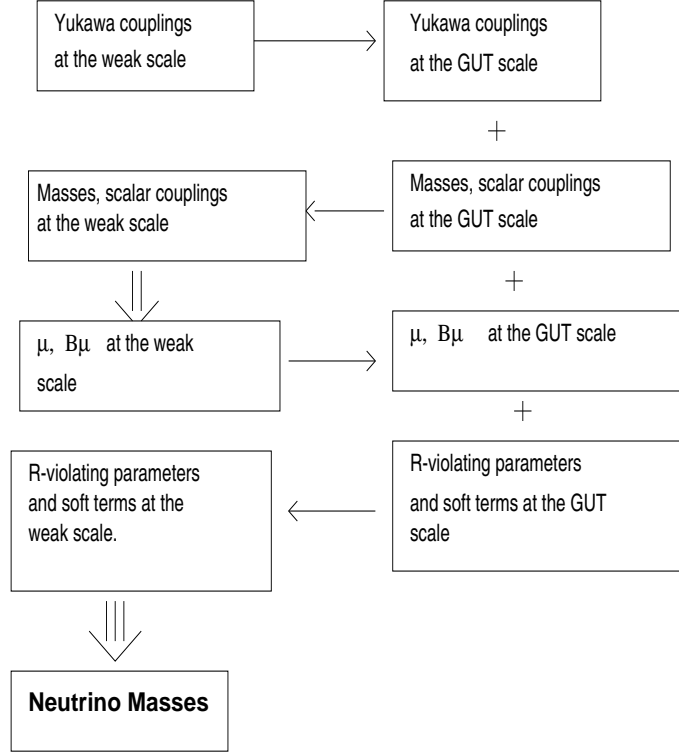 Yukawa couplings
at the weak scale
Yukawa couplings
at the GUT scale
+
Masses, scalar couplings
at the weak scale
Masses, scalar couplings
at the GUT scale
+
μ, Bμ at the weak
scale
μ, Bμ at the GUT scale
+
R-violating parameters
and soft terms at the
weak scale.
R-violating parameters
and soft terms at the GUT
scale
Neutrino Masses